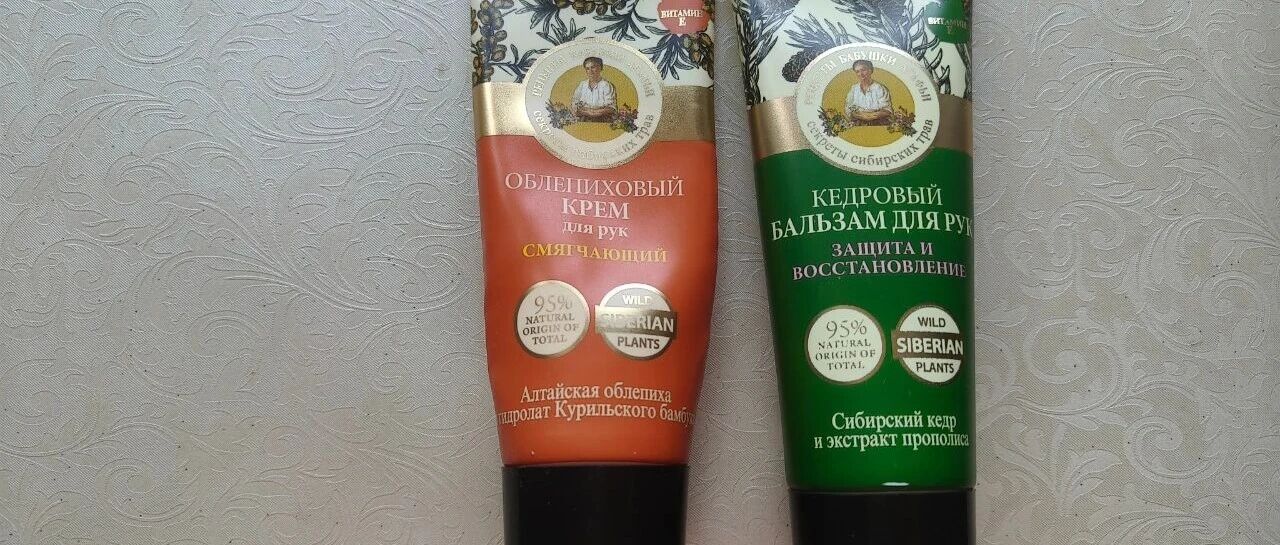 ВИТАМИН
Е
СЕКРЕТЫ СИБИРСКИХ ТРАВ
ОБЛЕПИХОВЫЙ
КРЕМ
для рук
СМЯГЧАЮЩИЙ
95%
NATURAL
ORIGIN OF
TOTAL
WILD
SIBERIAN
PLANTS
Алтайская облепиха
гидролат Курильского
ВИТАМИН
Е
БАБУШКИ
секреты сибирских трав
КЕДРОВЫЙ
БАЛЬЗАМ ДЛЯ РУК
ЗАЩИТА И
ВОССТАНОВЛЕНИЕ
95%
NATURAL
ORIGIN OF
TOTAL
WILD
SIBERIAN
PLANTS
Сибирский кедр
и экстракт прополиса